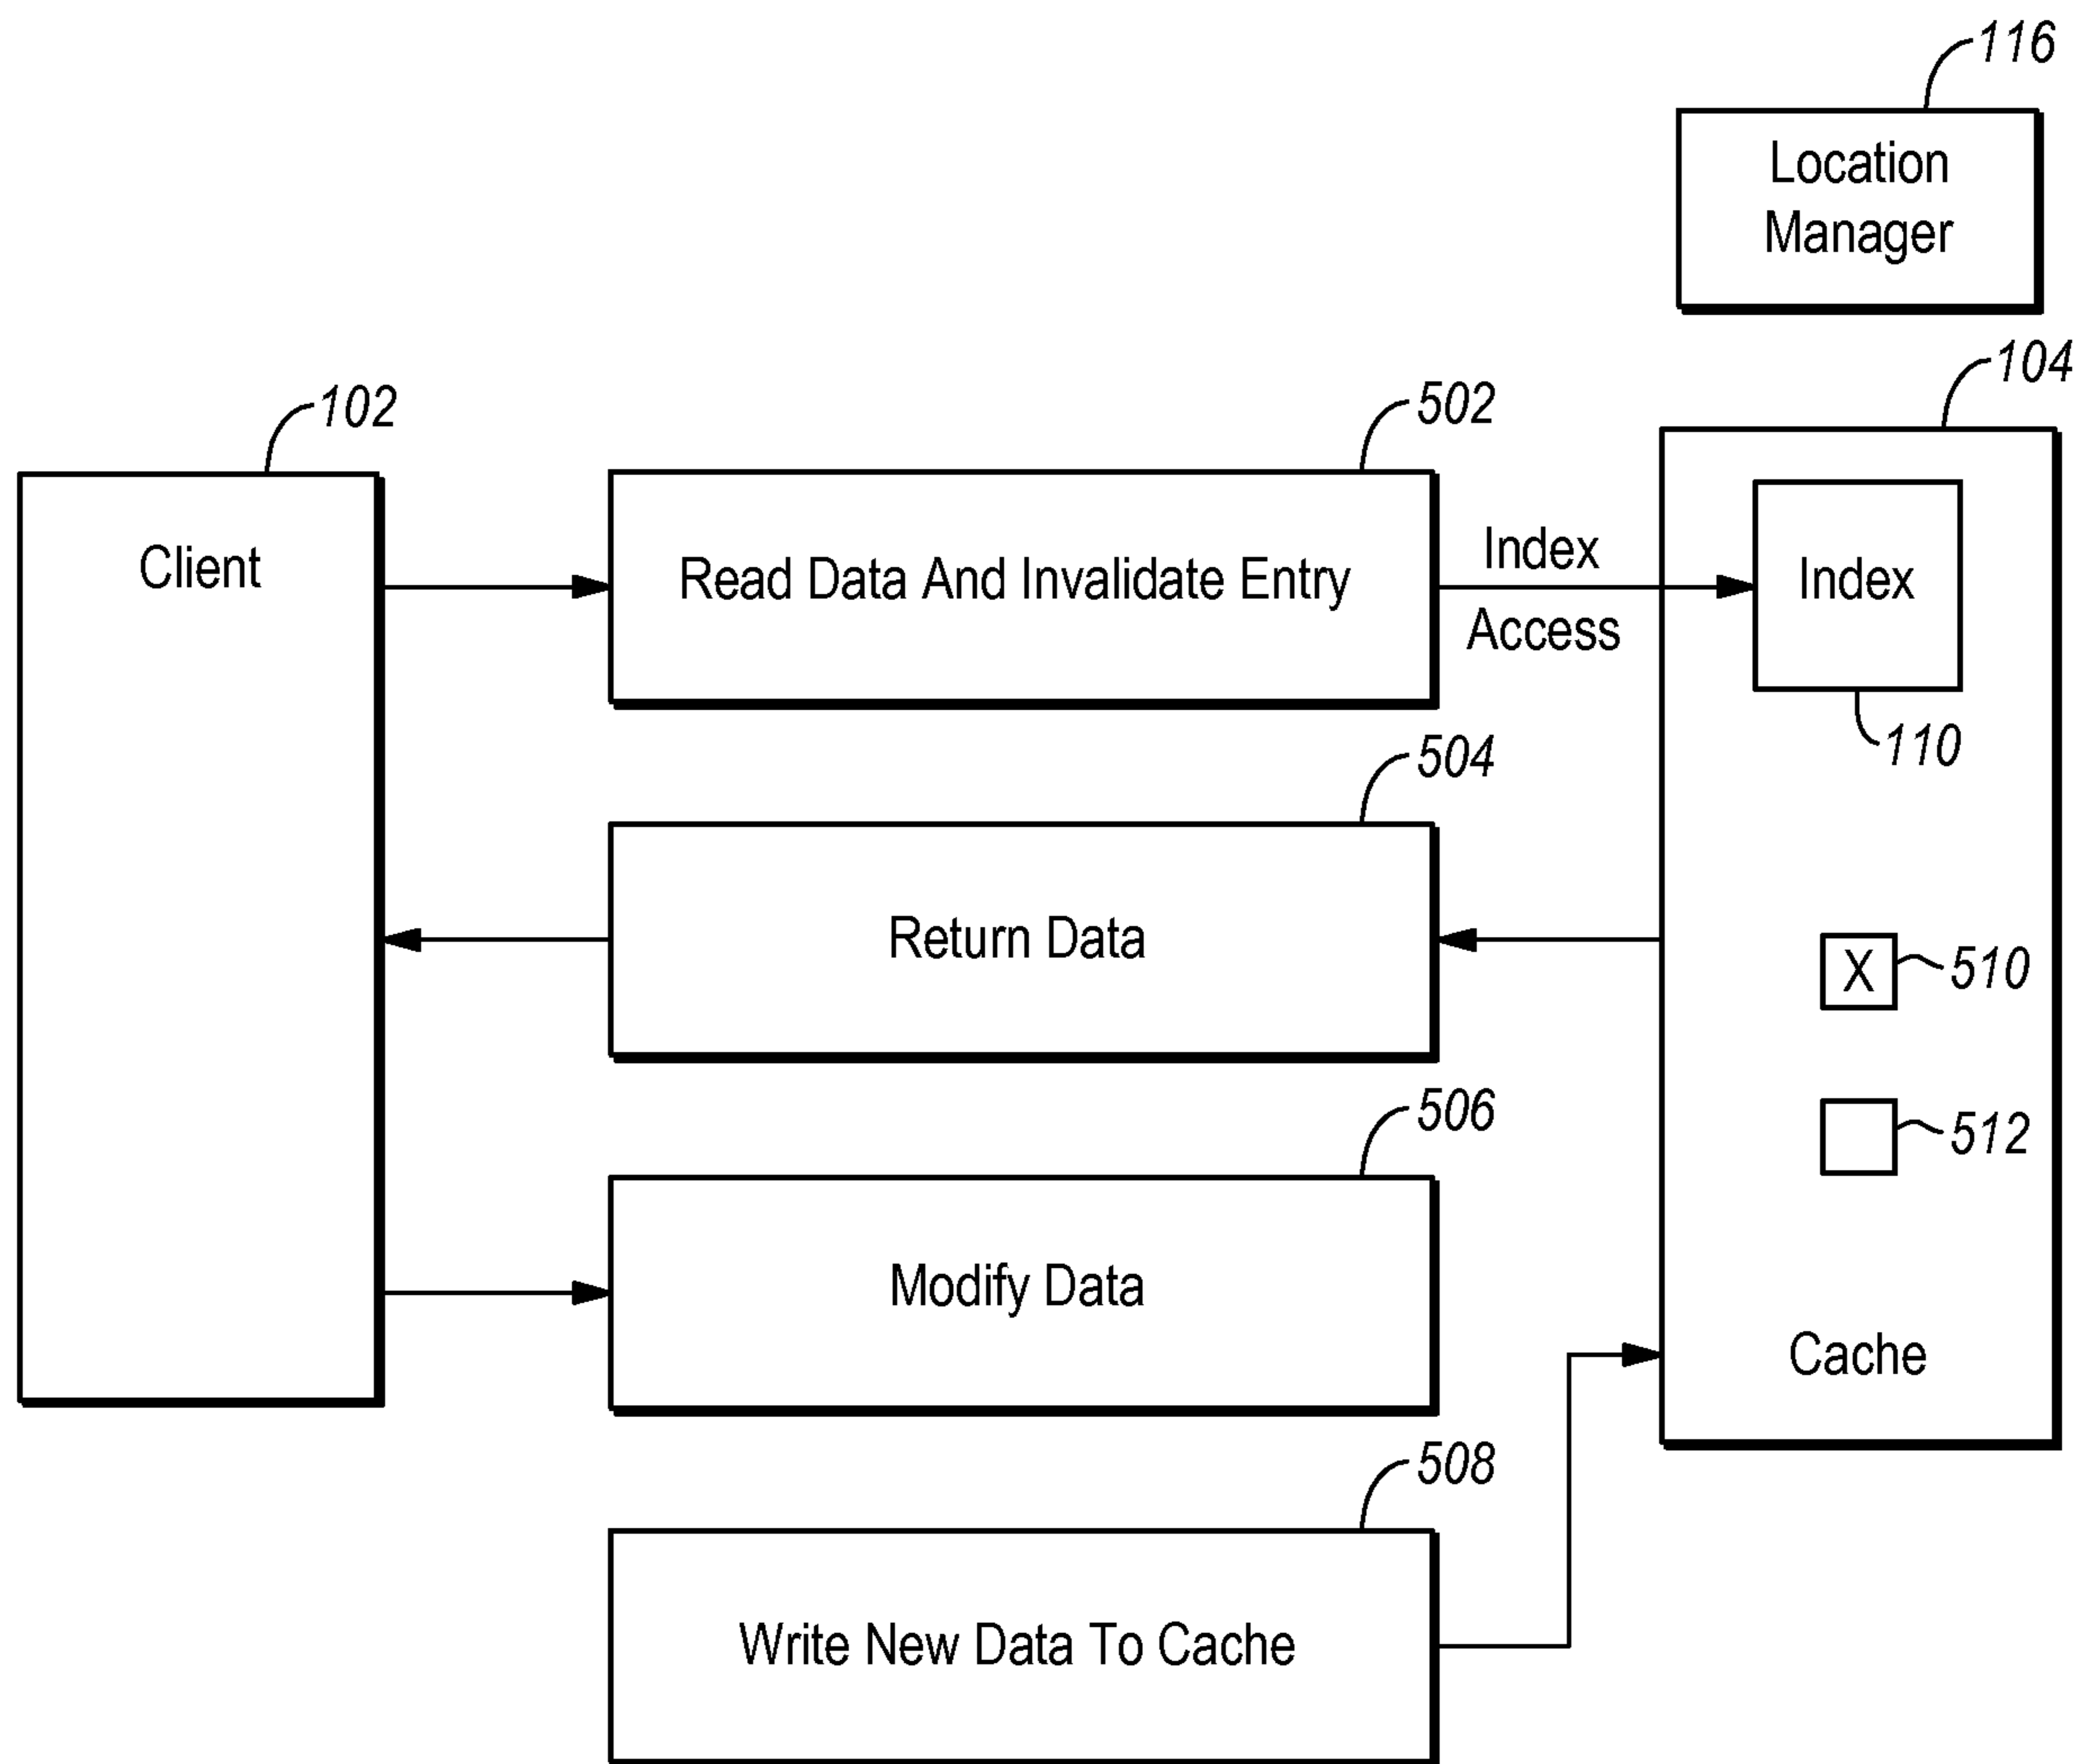 116
Location
Manager
104
102
502
Client
Read Data And Invalidate Entry
Index
Access
Index
110
504
Return Data
X
510
506
512
Modify Data
Cache
508
Write New Data To Cache